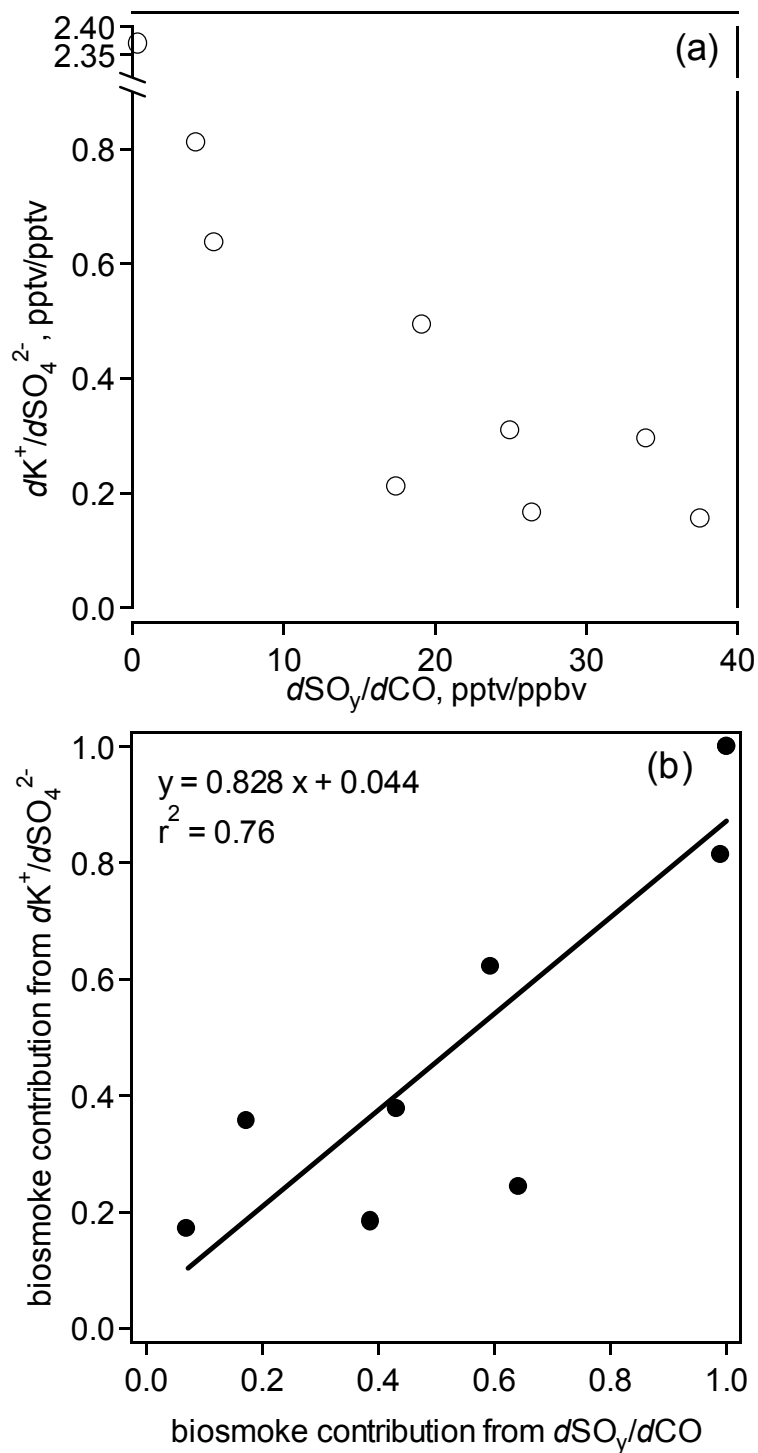 (a)
2.40
2.35
0.8
0.6
0.4
0.2
0.0
dK⁺/dSO₄²⁻, pptv/pptv
0 10 20 30 40
dSOᵧ/dCO, pptv/ppbv
(b)
y = 0.828 x + 0.044
r² = 0.76
1.0
0.8
0.6
0.4
0.2
0.0
biosmoke contribution from dK⁺/dSO₄²⁻
0.0 0.2 0.4 0.6 0.8 1.0
biosmoke contribution from dSOᵧ/dCO